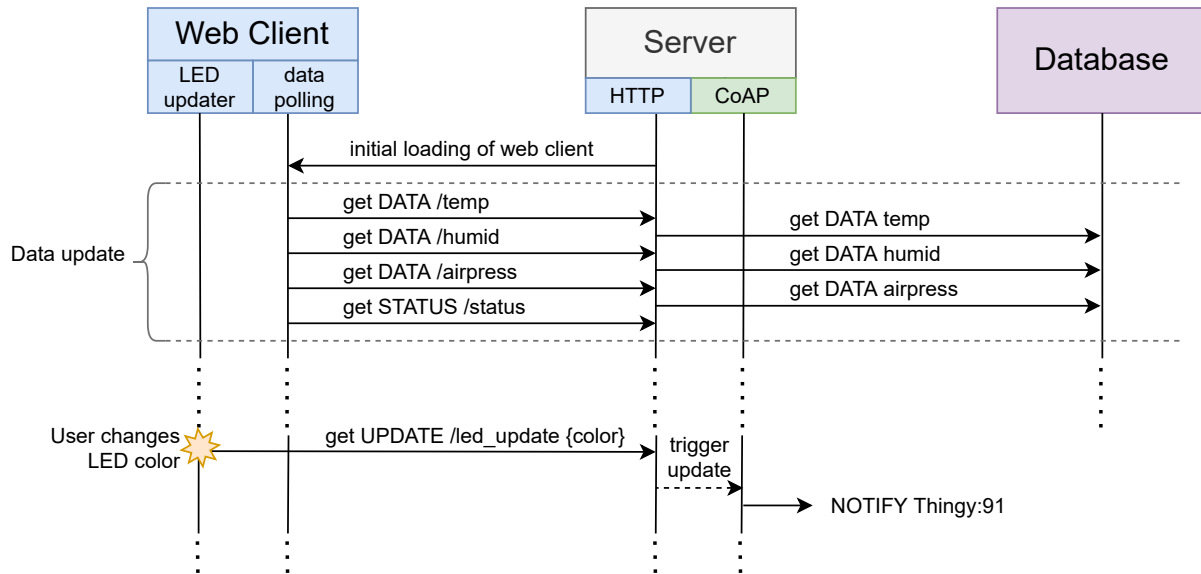 Web Client
LED
updater
data
polling
Server
HTTP
CoAP
Database
initial loading of web client
Data update
get DATA /temp
get DATA temp
get DATA /humid
get DATA humid
get DATA /airpress
get DATA airpress
get STATUS /status
User changes
LED color
get UPDATE /led_update {color}
trigger
update
NOTIFY Thingy:91